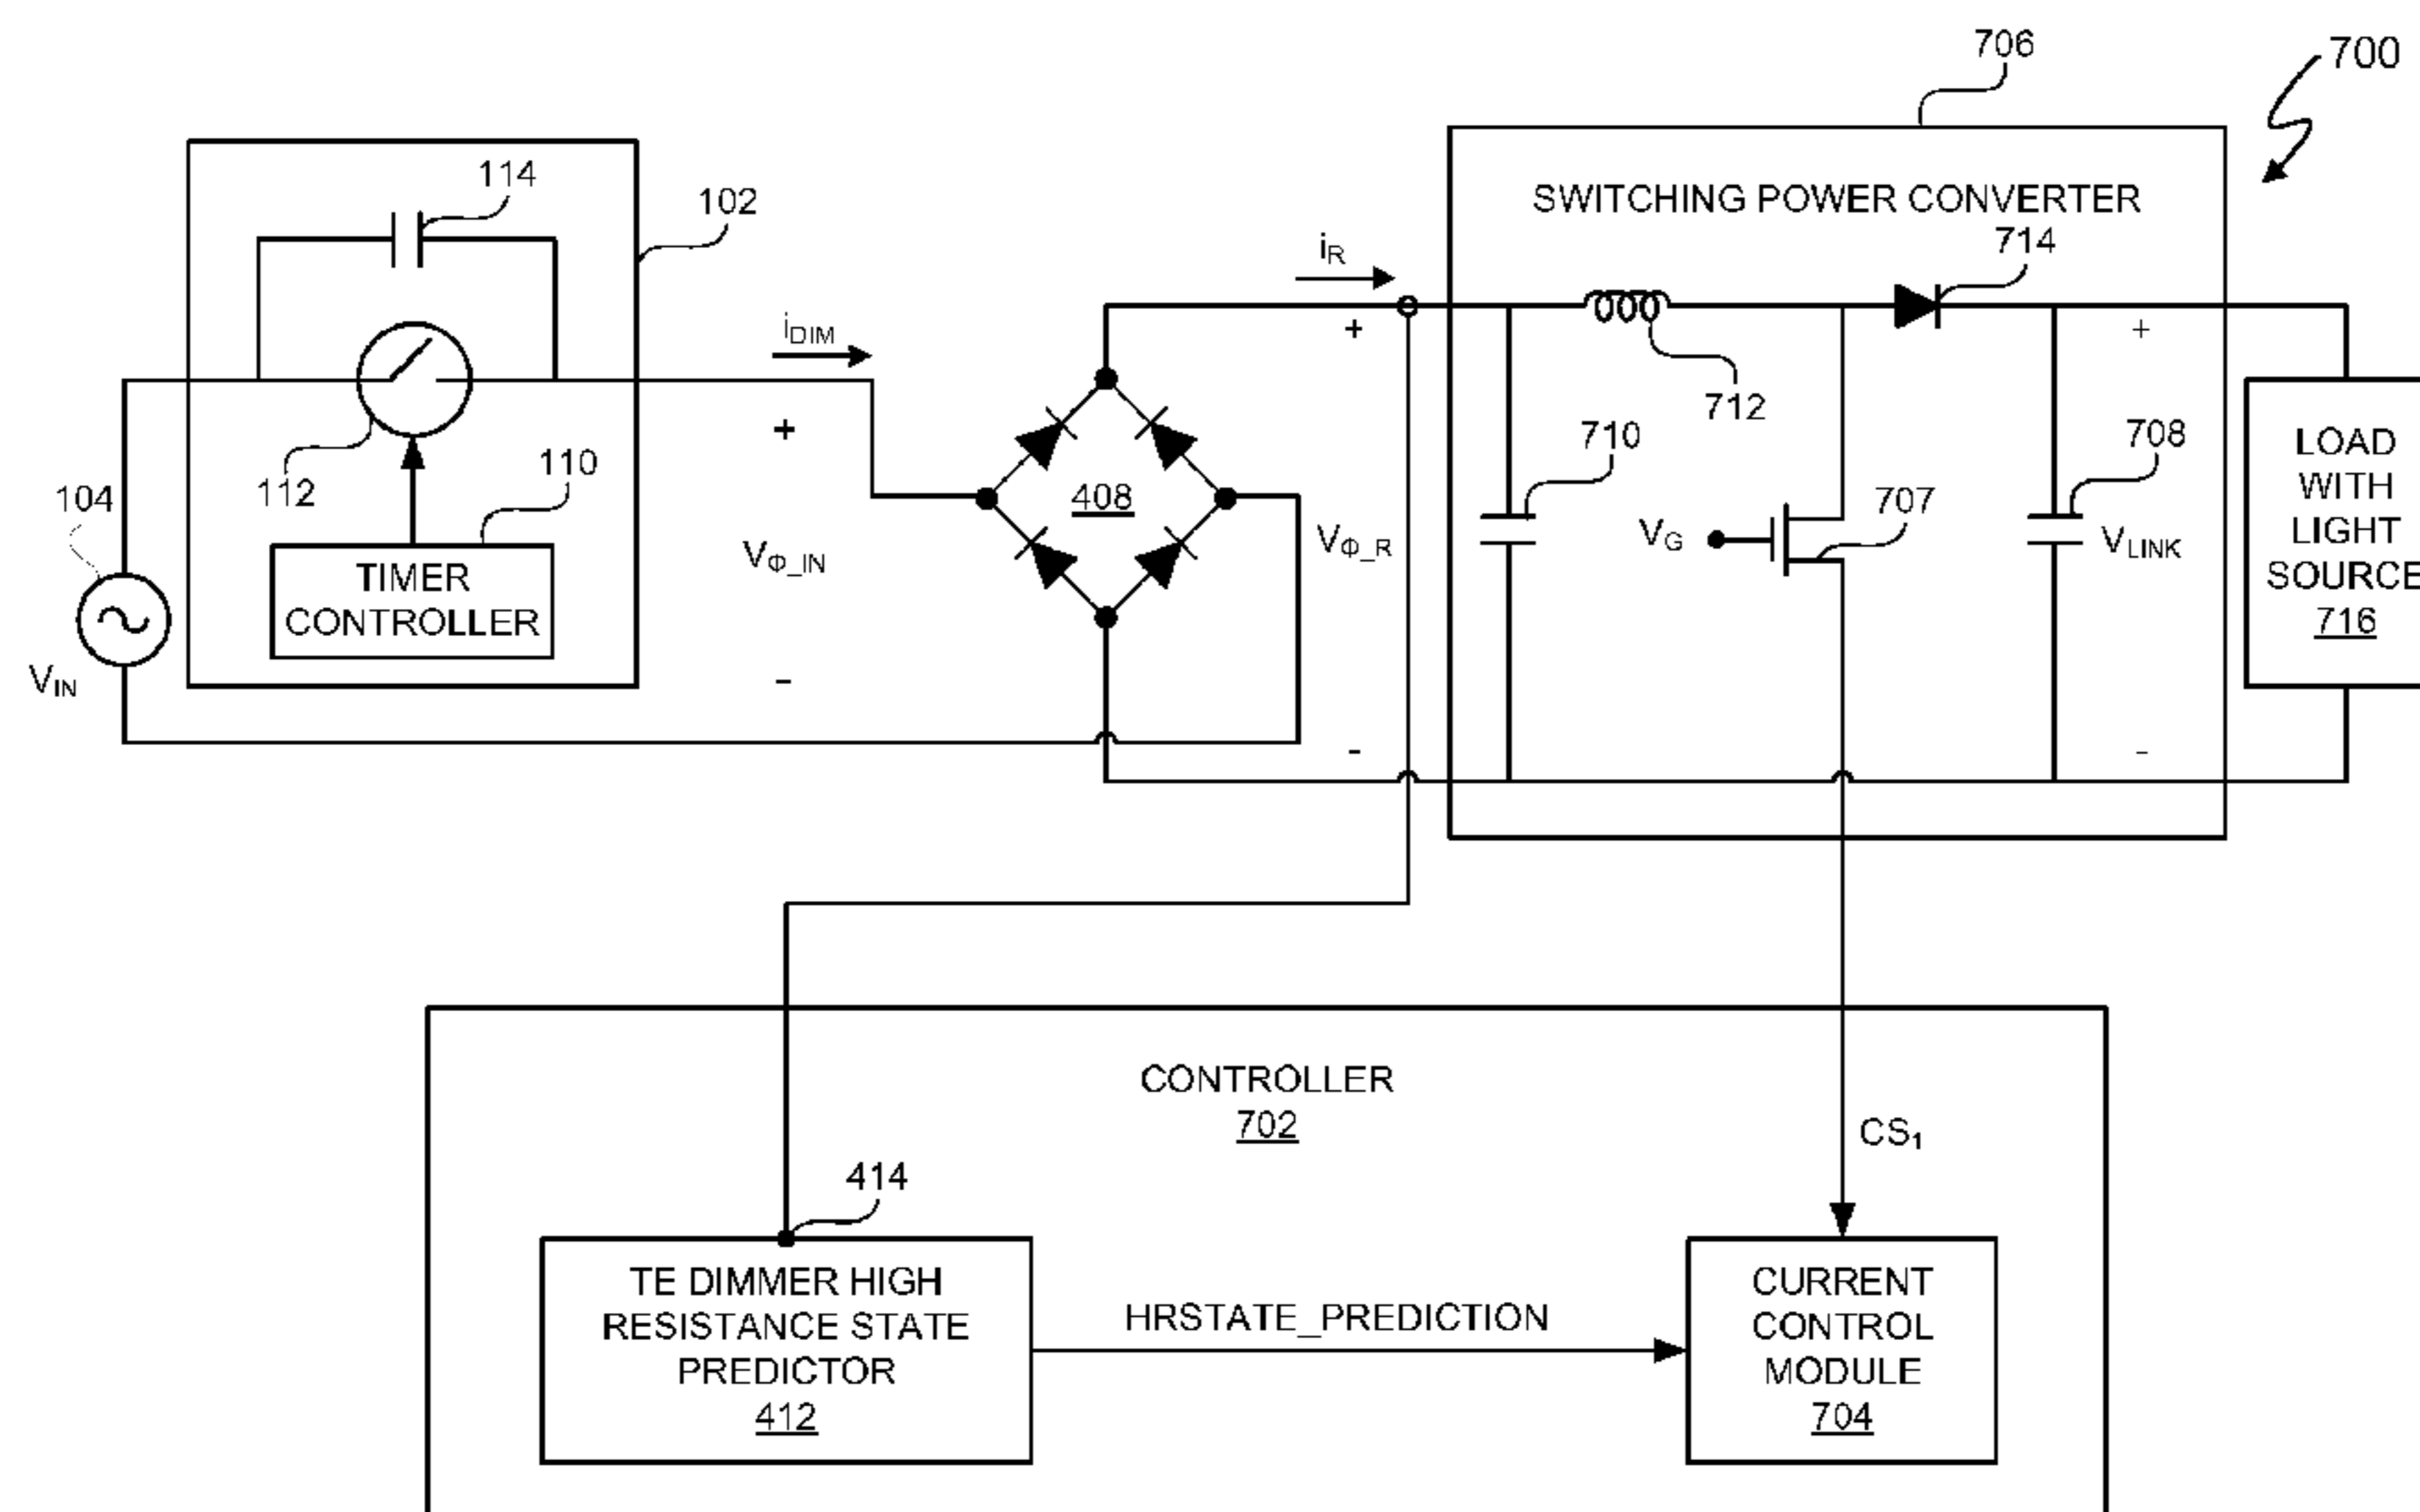 706
700
114
102
SWITCHING POWER CONVERTER
714
iR
iDIM
+
+
+
712
710
708
LOAD
WITH
LIGHT
SOURCE
716
112
110
104
408
707
VG
VΦ_IN
VΦ_R
VLINK
TIMER
CONTROLLER
VIN
-
-
-
CONTROLLER
702
CS1
414
TE DIMMER HIGH
RESISTANCE STATE
PREDICTOR
412
HRSTATE_PREDICTION
CURRENT
CONTROL
MODULE
704